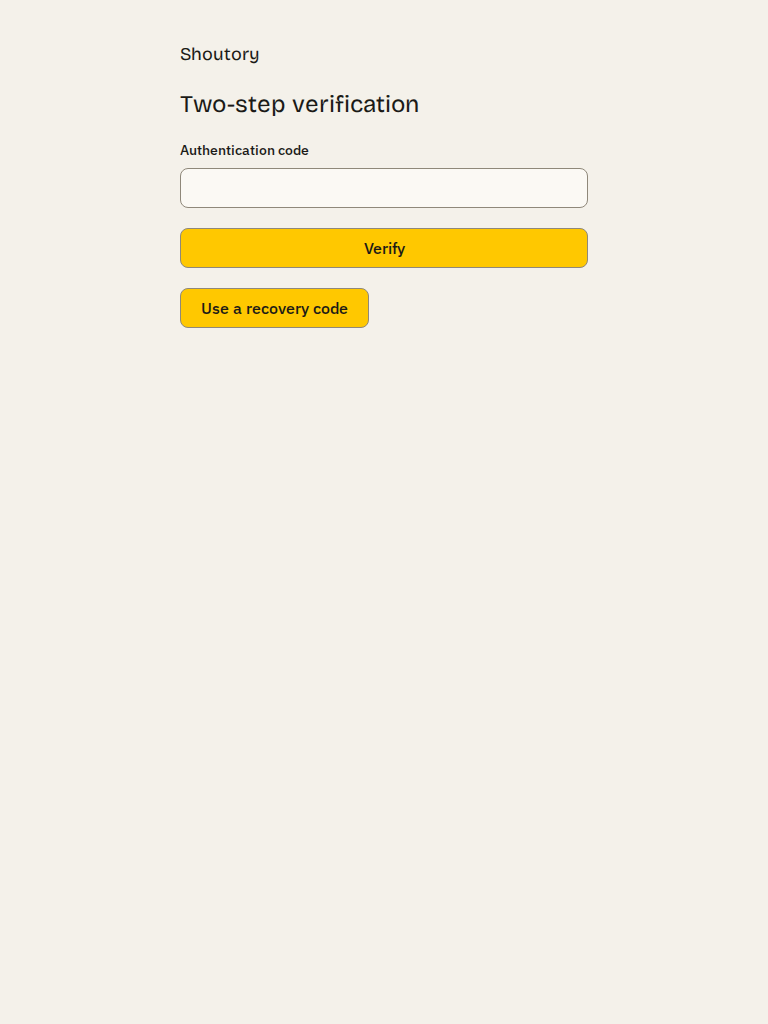 Shoutory
Two-step verification
Authentication code
Verify
Use a recovery code